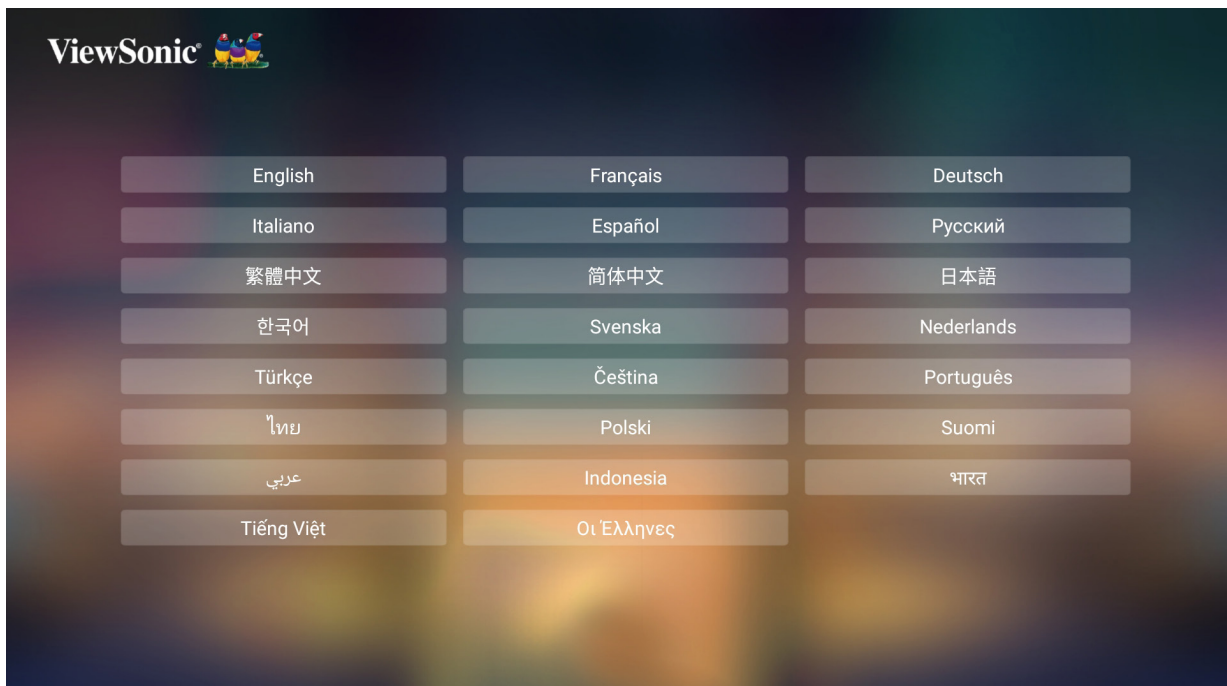 ViewSonic®
English Français Deutsch
Italiano Español Русский
繁體中文 简体中文 日本語
한국어 Svenska Nederlands
Türkçe Čeština Português
ไทย Polski Suomi
عربي Indonesia भारत
Tiếng Việt Οι Έλληνες